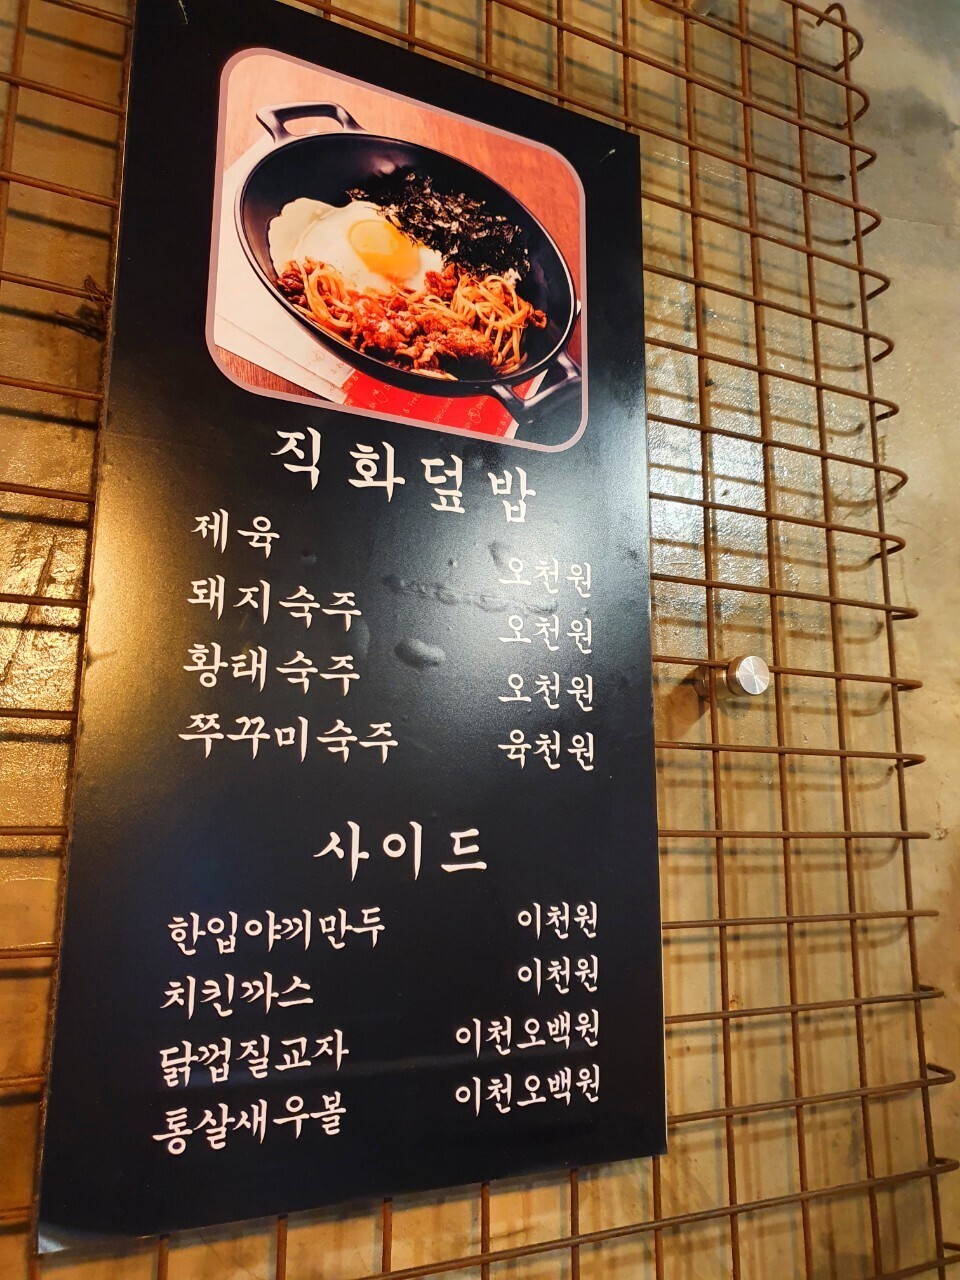 직화덮밥
제육 오천원
돼지숙주 오천원
황태숙주 오천원
쭈꾸미숙주 육천원
사이드
한입야끼만두 이천원
치킨까스 이천원
닭껍질교자 이천오백원
통살새우볼 이천오백원